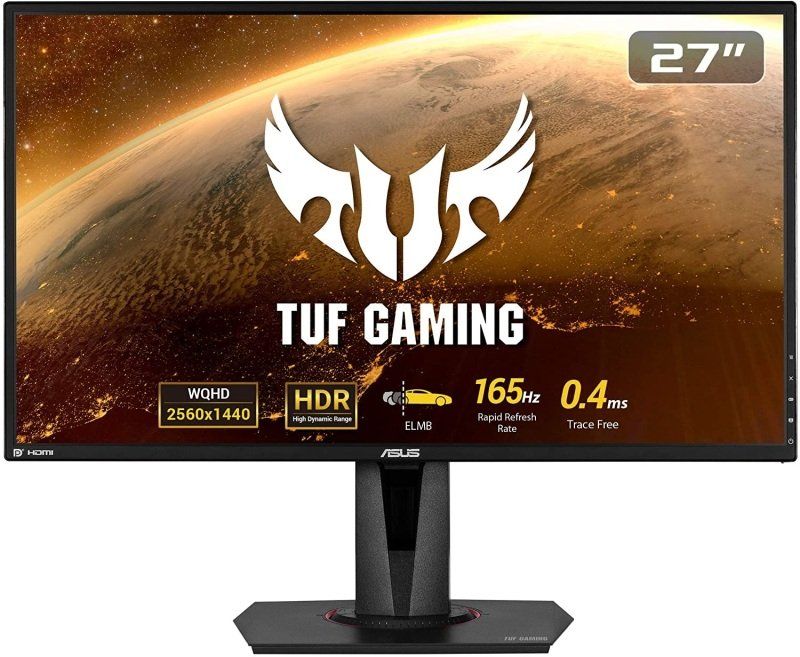 27"
TUF GAMING
WQHD
2560x1440
HDR
High Dynamic Range
ELMB
165Hz
Rapid Refresh
Rate
0.4ms
Trace Free
HDMI
ASUS
TUF GAMING